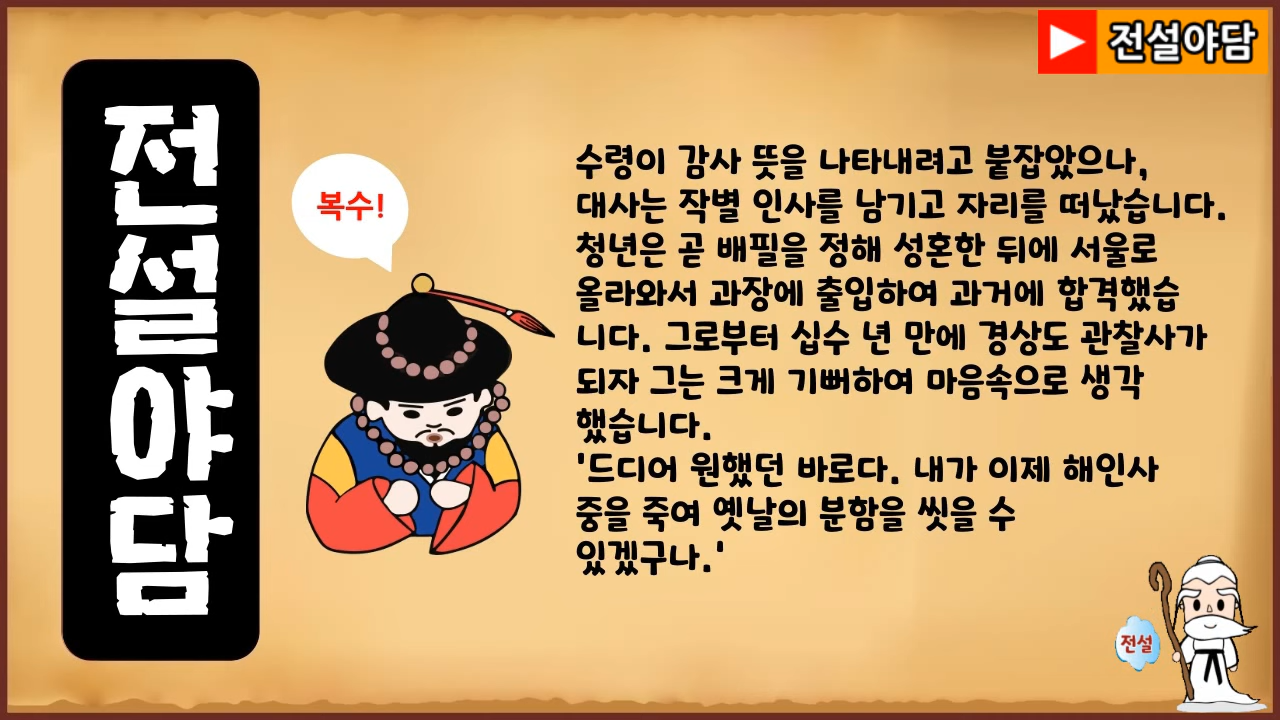 전설야담
전설야담
복수!
수령이 감사 뜻을 나타내려고 붙잡았으나,
대사는 작별 인사를 남기고 자리를 떠났습니다.
청년은 곧 배필을 정해 성혼한 뒤에 서울로
올라와서 과장에 출입하여 과거에 합격했습
니다. 그로부터 십수 년 만에 경상도 관찰사가
되자 그는 크게 기뻐하여 마음속으로 생각
했습니다.
'드디어 원했던 바로다. 내가 이제 해인사
중을 죽여 옛날의 분함을 씻을 수
있겠구나.'
전설